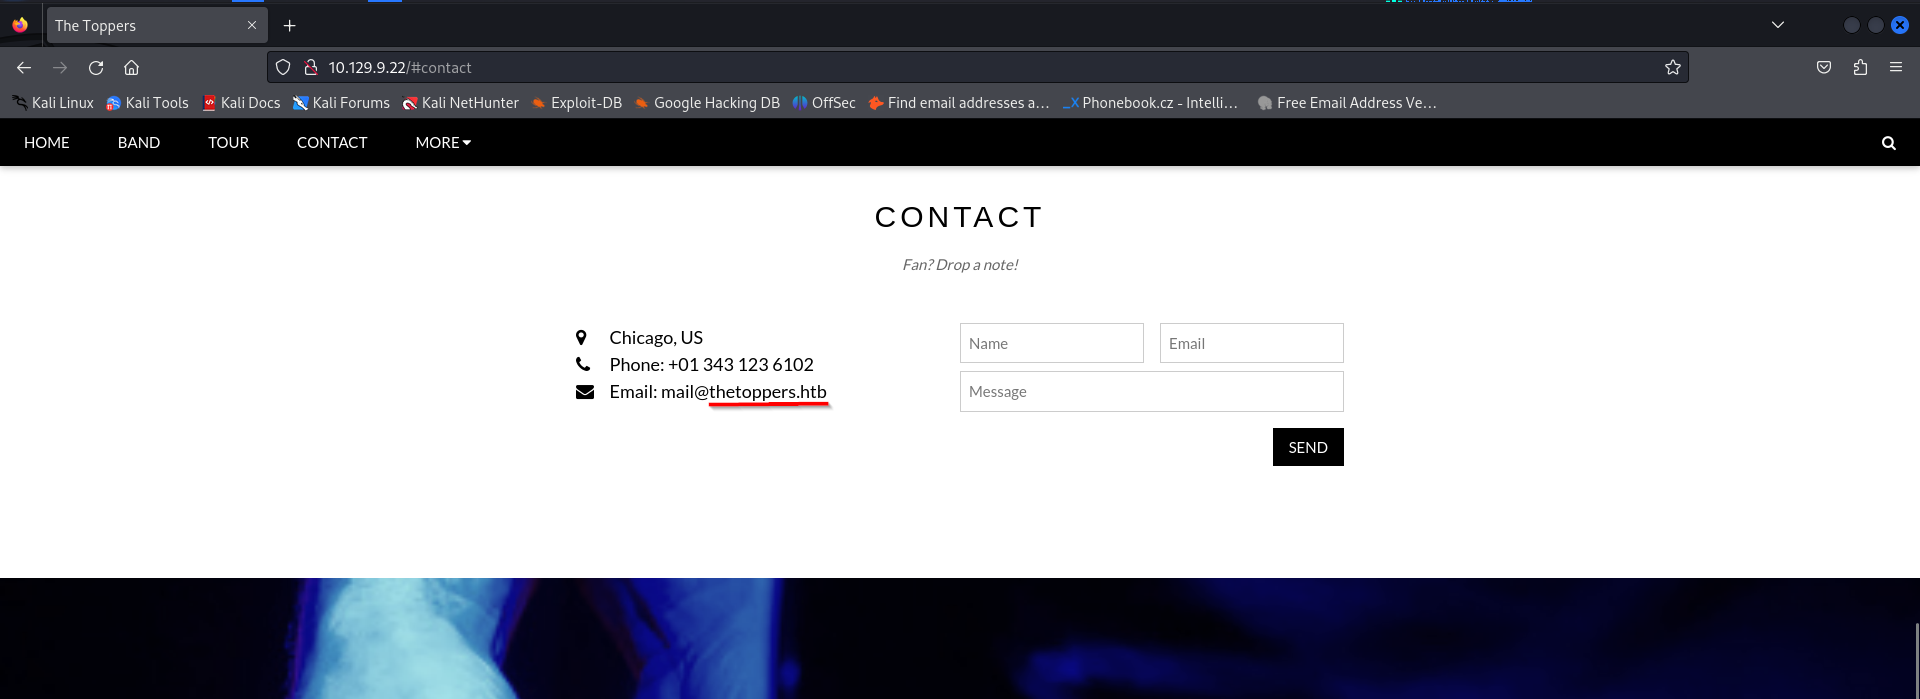 The Toppers
10.129.9.22/#contact
Kali Linux Kali Tools Kali Docs Kali Forums Kali NetHunter Exploit-DB Google Hacking DB OffSec Find email addresses a... Phonebook.cz - Intelli... Free Email Address Ve...
HOME BAND TOUR CONTACT MORE
CONTACT
Fan? Drop a note!
Chicago, US
Phone: +01 343 123 6102
Email: mail@thetoppers.htb
Name Email
Message
SEND